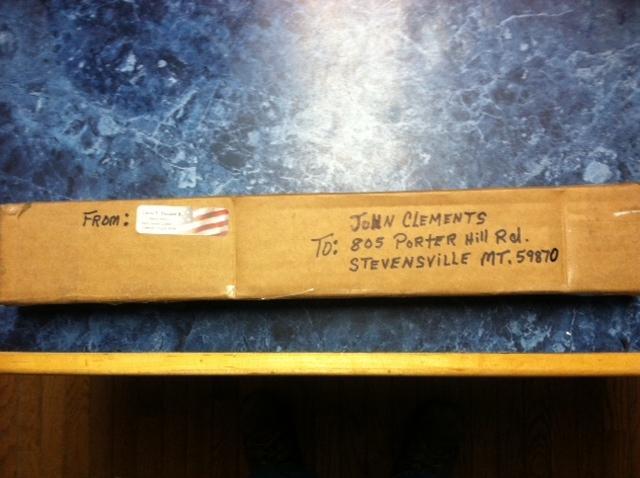 FROM:
JOHN CLEMENTS
TO: 805 PORTER Hill Rd.
STEVENSVILLE MT. 59870